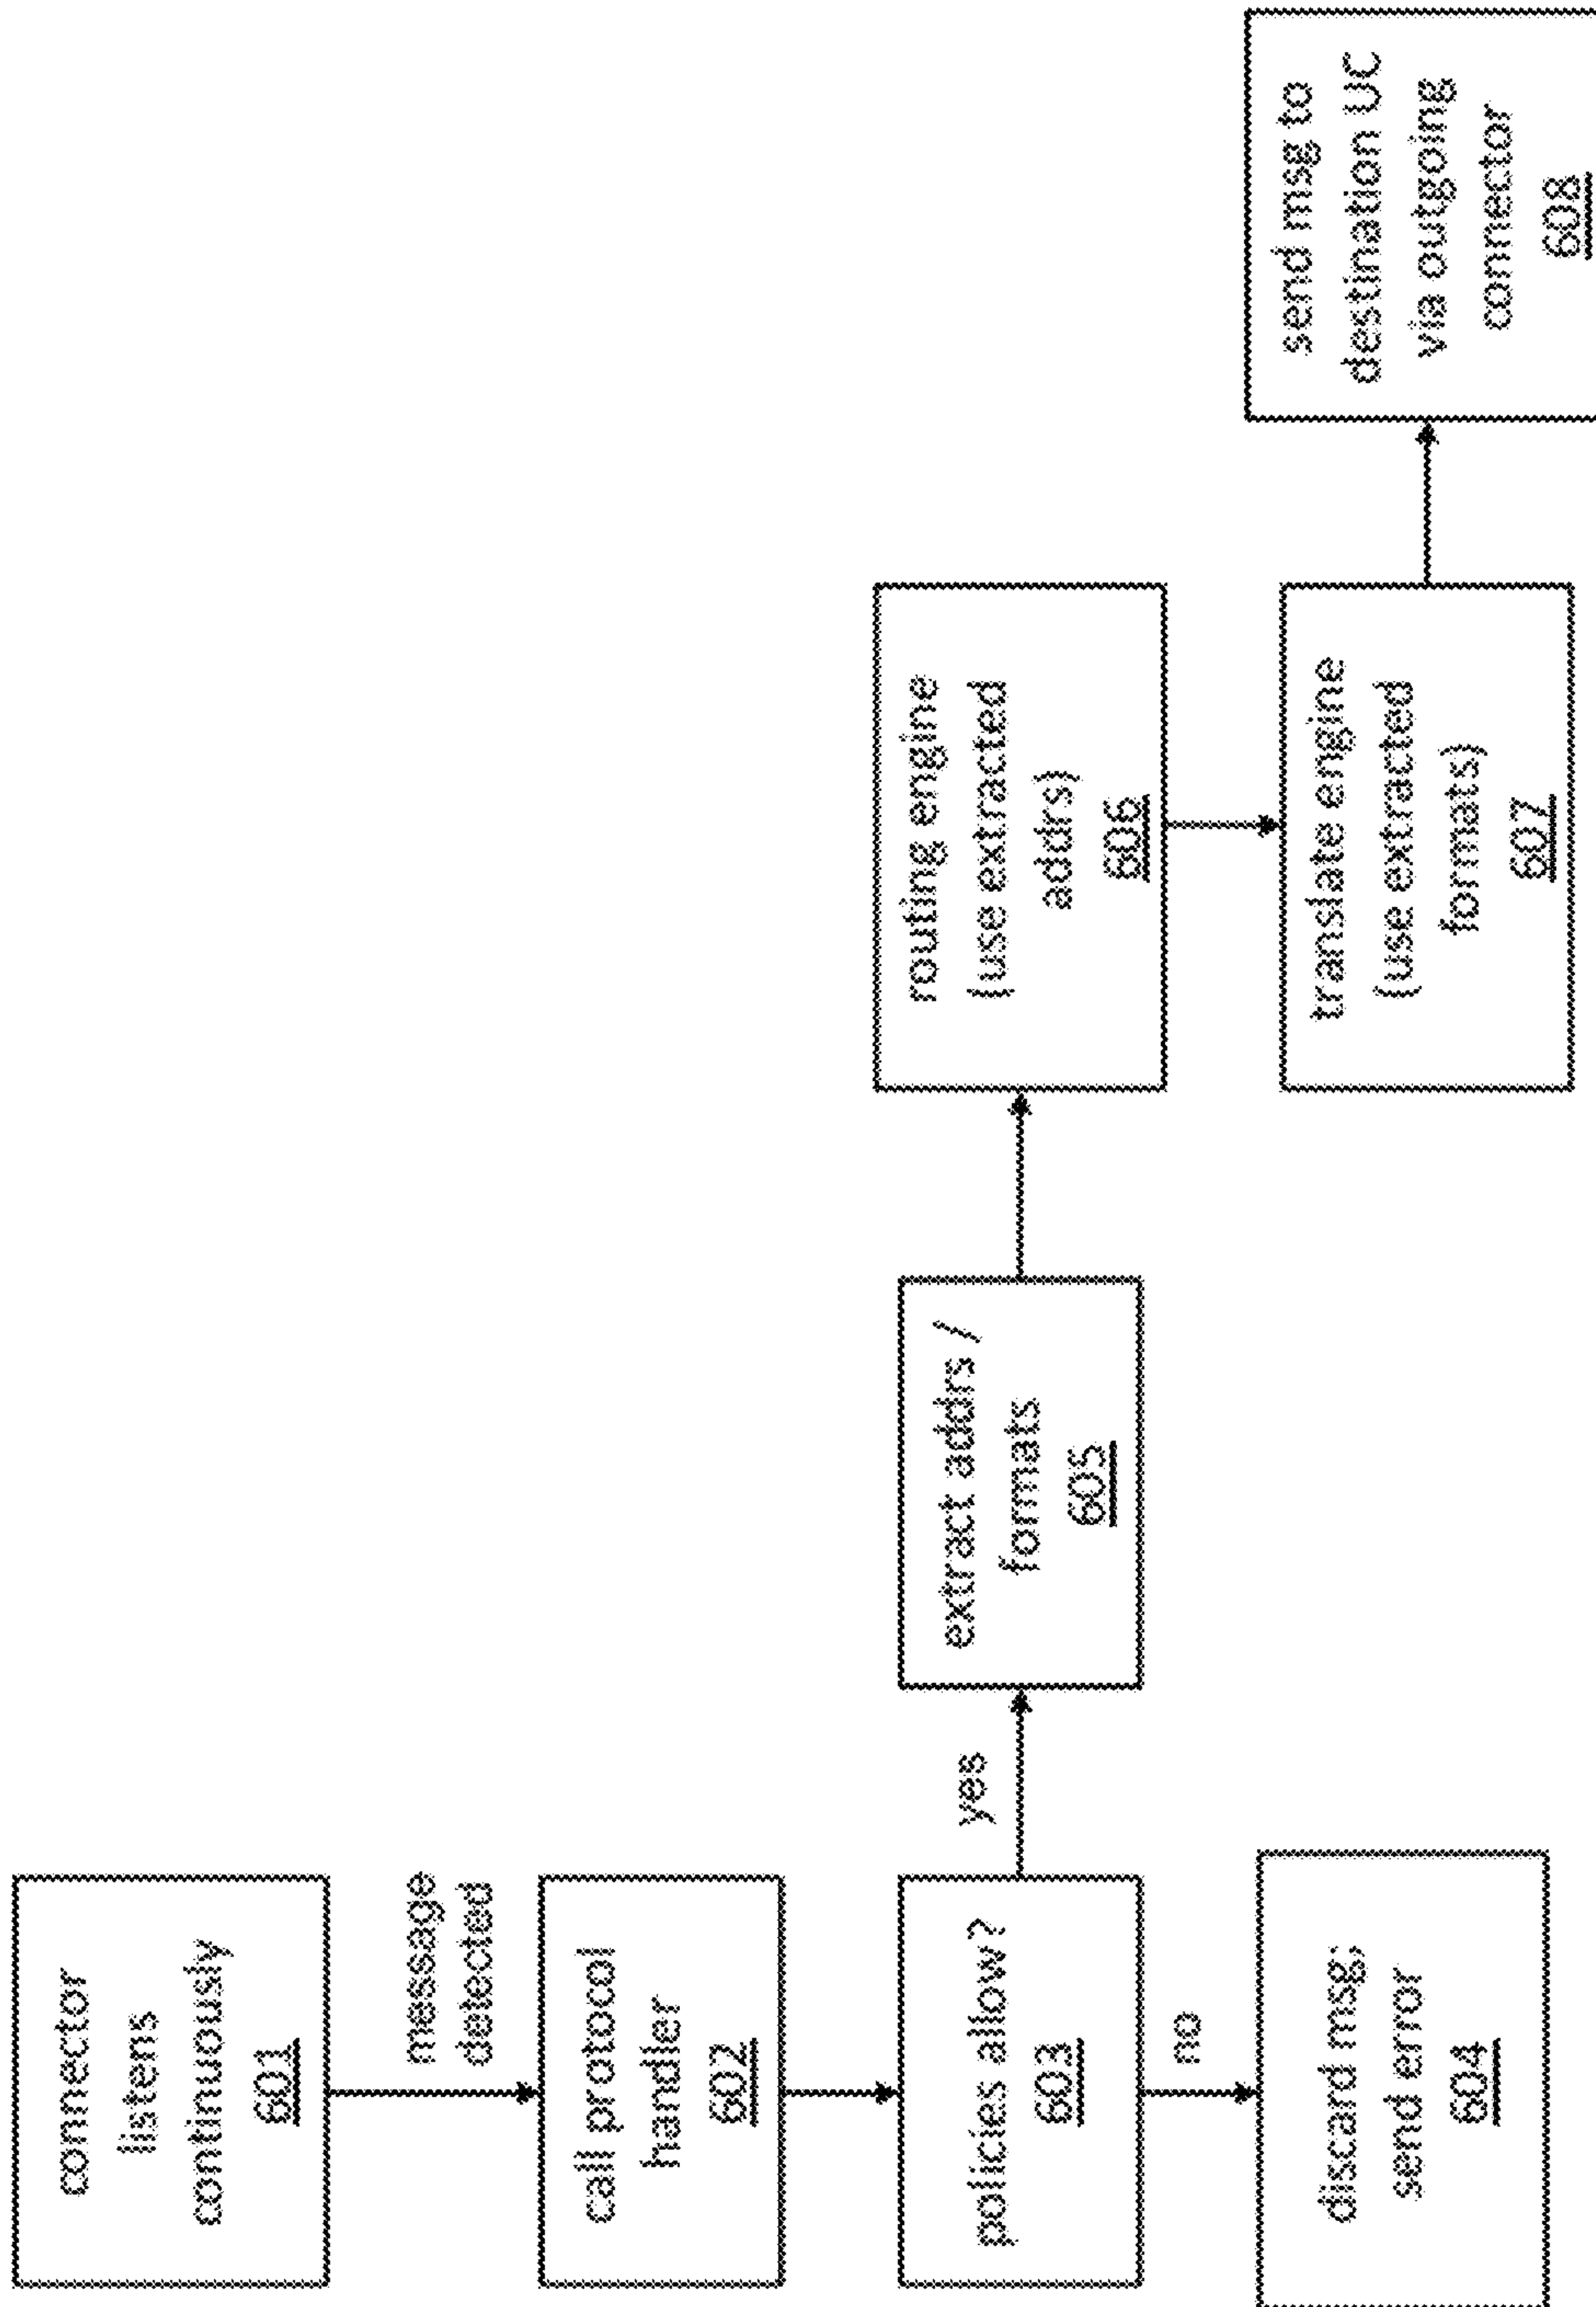 connector
listens
continuously
601
message
detected
call protocol
handler
602
policies allow?
603
no
discard msg;
send error
604
yes
extract addrs /
formats
605
routing engine
(use extracted
addrs)
606
translate engine
(use extracted
formats)
607
send msg to
destination UC
via outgoing
connector
608